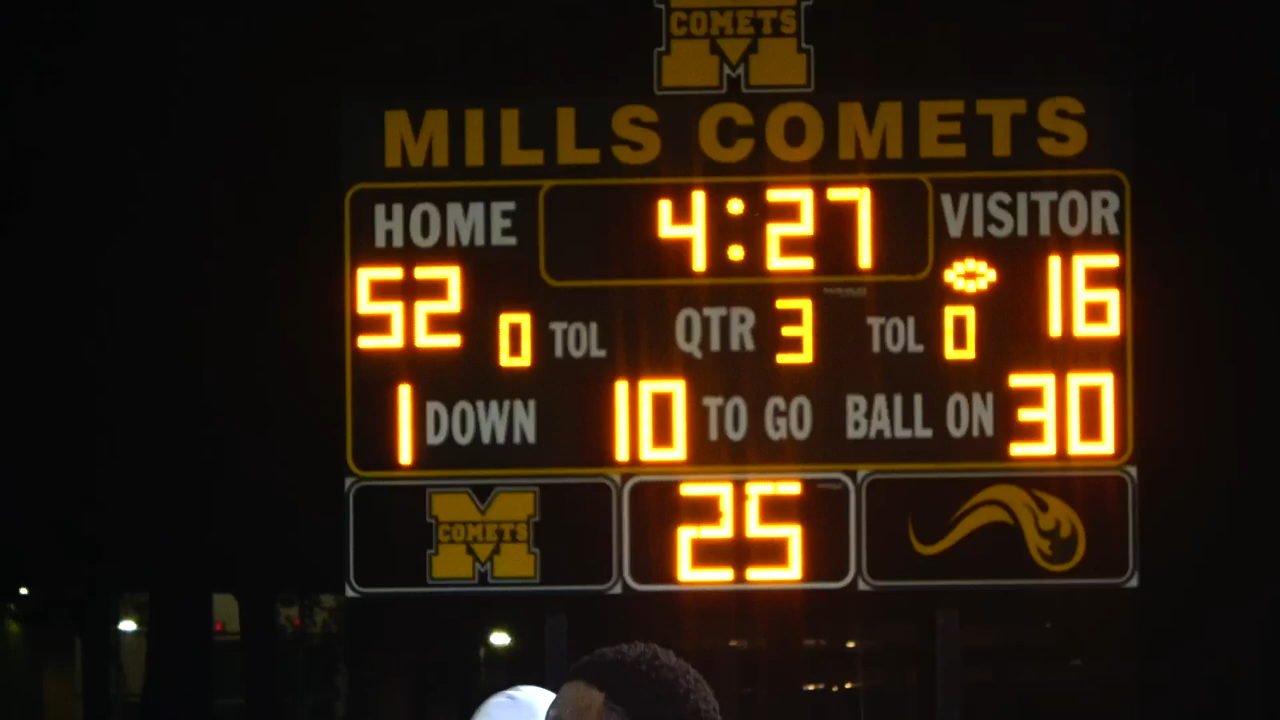 COMETS
MILLS COMETS
HOME 4:27 VISITOR
52 0 TOL QTR 3 TOL 0 16
1 DOWN 10 TO GO BALL ON 30
COMETS 25